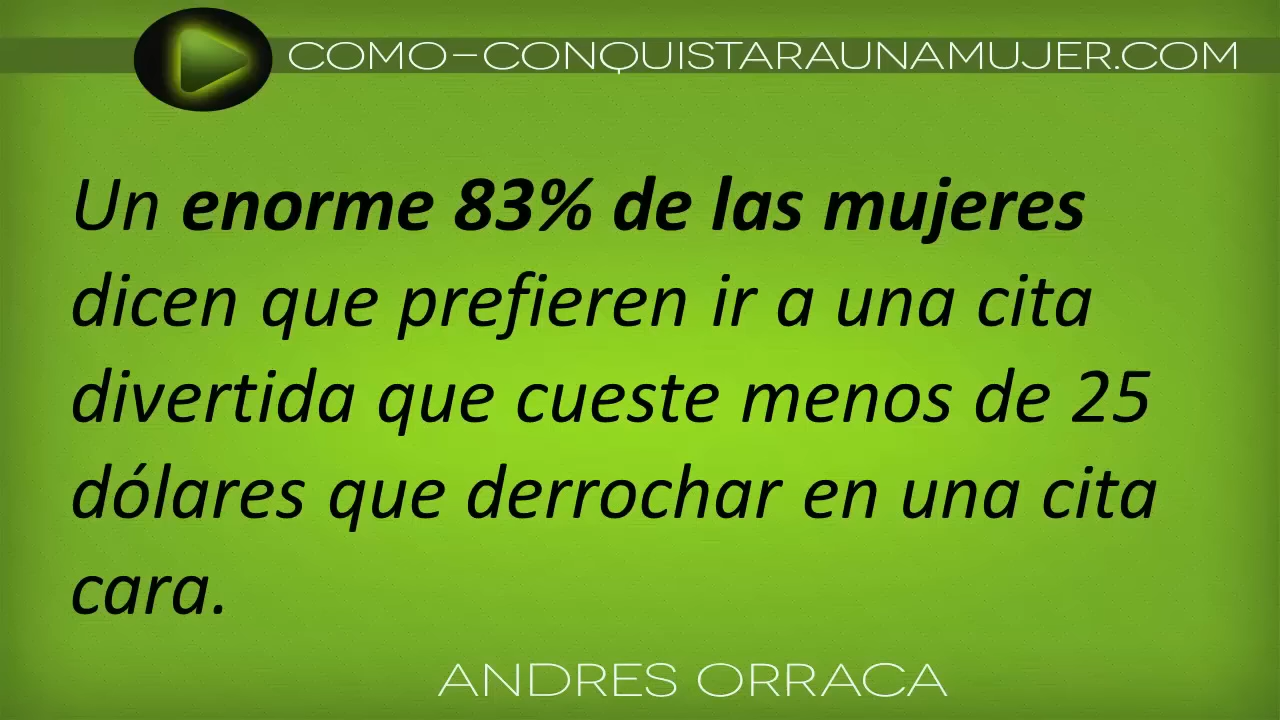 COMO-CONQUISTARAUNAMUJER.COM
Un enorme 83% de las mujeres
dicen que prefieren ir a una cita
divertida que cueste menos de 25
dólares que derrochar en una cita
cara.
ANDRES ORRACA